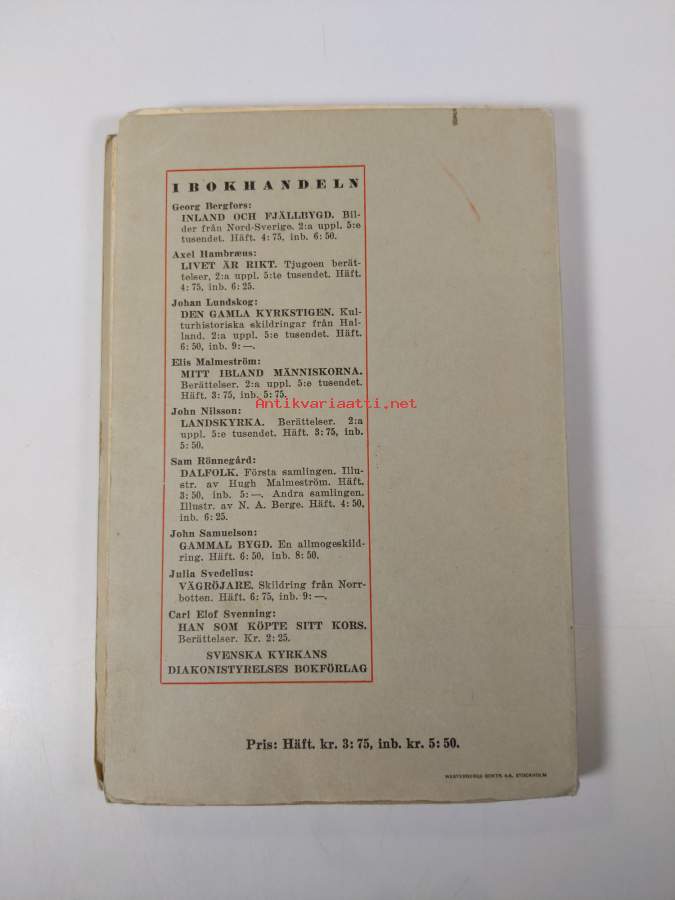 I BOKHANDELN
Georg Bergfors:
INLAND OCH FJÄLLBYGD. Bil-
der från Nord-Sverige. 2:a uppl. 5:e
tusendet. Häft. 4:75, inb. 6:50.
Axel Hambræus:
LIVET ÄR RIKT. Tjugoen berät-
telser. 2:a uppl. 5:te tusendet. Häft.
4:75, inb. 6:25.
Johan Lundskog:
DEN GAMLA KYRKSTIGEN. Kul-
turhistoriska skildringar från Hal-
land. 2:a uppl. 5:e tusendet. Häft.
6:50, inb. 9:—.
Elis Malmeström:
MITT IBLAND MÄNNISKORNA.
Berättelser. 2:a uppl. 5:e tusendet.
Häft. 3:75, inb. 5:75.
Antikvariaatti.net
John Nilsson:
LANDSKYRKA. Berättelser. 2:a
uppl. 5:e tusendet. Häft. 3:75, inb.
5:50.
Sam Rönnegård:
DALFOLK. Första samlingen. Illu-
str. av Hugh Malmeström. Häft.
3:50, inb. 5:—. Andra samlingen.
Illustr. av N. A. Berge. Häft. 4:50,
inb. 6:25.
John Samuelson:
GAMMAL BYGD. En allmogeskild-
ring. Häft. 6:50, inb. 8:50.
Julia Svedelius:
VÄGRÖJARE. Skildring från Norr-
botten. Häft. 6:75, inb. 9:—.
Carl Elof Svenning:
HAN SOM KÖPTE SITT KORS.
Berättelser. Kr. 2:25.
SVENSKA KYRKANS
DIAKONISTYRELSES BOKFÖRLAG
Pris: Häft. kr. 3:75, inb. kr. 5:50.
STOCKHOLM